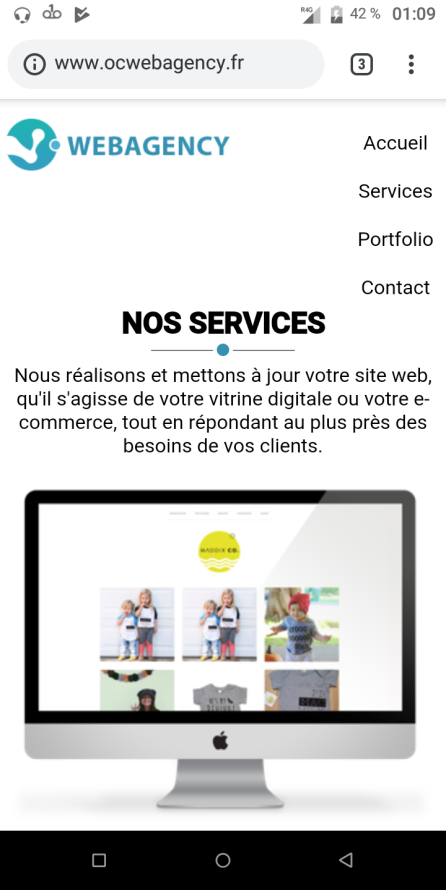 R4G 42 % 01:09
www.ocwebagency.fr 3
WEBAGENCY
Accueil
Services
Portfolio
Contact
NOS SERVICES
Nous réalisons et mettons à jour votre site web,
qu'il s'agisse de votre vitrine digitale ou votre e-
commerce, tout en répondant au plus près des
besoins de vos clients.
MADDIX CO.